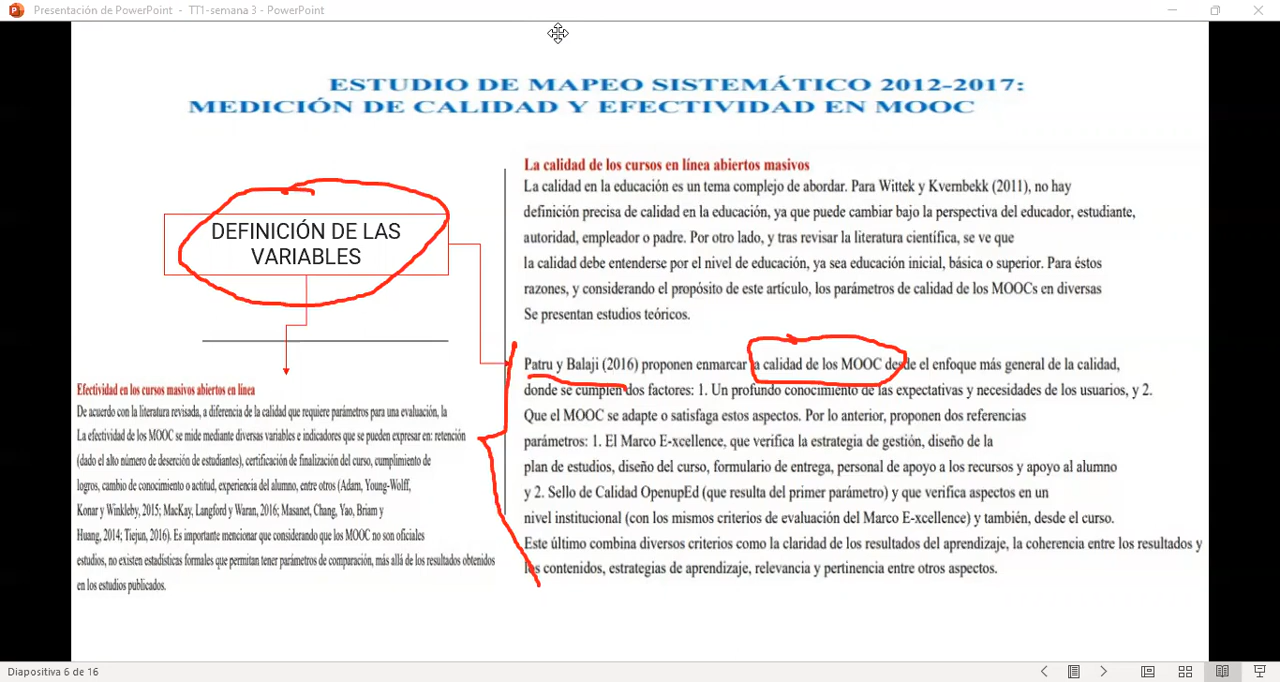 Presentación de PowerPoint - TT1-semana 3 - PowerPoint
ESTUDIO DE MAPEO SISTEMÁTICO 2012-2017:
MEDICIÓN DE CALIDAD Y EFECTIVIDAD EN MOOC
DEFINICIÓN DE LAS
VARIABLES
Efectividad en los cursos masivos abiertos en línea
De acuerdo con la literatura revisada, a diferencia de la calidad que requiere parámetros para una evaluación, la
La efectividad de los MOOC se mide mediante diversas variables e indicadores que se pueden expresar en: retención
(dado el alto número de deserción de estudiantes), certificación de finalización del curso, cumplimiento de
logros, cambio de conocimiento o actitud, experiencia del alumno, entre otros (Adam, Young-Wolff,
Konar y Winkleby, 2015; MacKay, Langford y Waran, 2016; Masanet, Chang, Yao, Briam y
Huang, 2014; Tiejun, 2016). Es importante mencionar que considerando que los MOOC no son oficiales
estudios, no existen estadísticas formales que permitan tener parámetros de comparación, más allá de los resultados obtenidos
en los estudios publicados.
La calidad de los cursos en línea abiertos masivos
La calidad en la educación es un tema complejo de abordar. Para Wittek y Kvernbekk (2011), no hay
definición precisa de calidad en la educación, ya que puede cambiar bajo la perspectiva del educador, estudiante,
autoridad, empleador o padre. Por otro lado, y tras revisar la literatura científica, se ve que
la calidad debe entenderse por el nivel de educación, ya sea educación inicial, básica o superior. Para éstos
razones, y considerando el propósito de este artículo, los parámetros de calidad de los MOOCs en diversas
Se presentan estudios teóricos.
Patru y Balaji (2016) proponen enmarcar la calidad de los MOOC desde el enfoque más general de la calidad,
donde se cumplen dos factores: 1. Un profundo conocimiento de las expectativas y necesidades de los usuarios, y 2.
Que el MOOC se adapte o satisfaga estos aspectos. Por lo anterior, proponen dos referencias
parámetros: 1. El Marco E-xcellence, que verifica la estrategia de gestión, diseño de la
plan de estudios, diseño del curso, formulario de entrega, personal de apoyo a los recursos y apoyo al alumno
y 2. Sello de Calidad OpenupEd (que resulta del primer parámetro) y que verifica aspectos en un
nivel institucional (con los mismos criterios de evaluación del Marco E-xcellence) y también, desde el curso.
Este último combina diversos criterios como la claridad de los resultados del aprendizaje, la coherencia entre los resultados y
los contenidos, estrategias de aprendizaje, relevancia y pertinencia entre otros aspectos.
Diapositiva 6 de 16